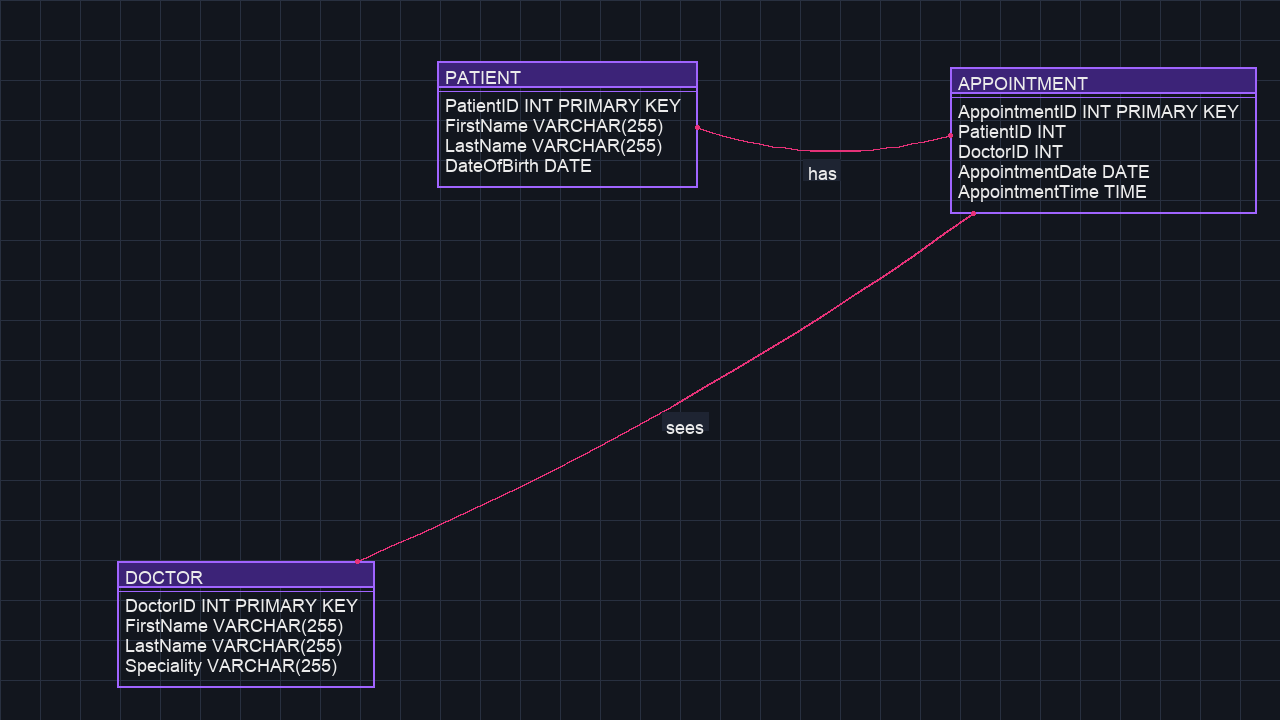 PATIENT
PatientID INT PRIMARY KEY
FirstName VARCHAR(255)
LastName VARCHAR(255)
DateOfBirth DATE
APPOINTMENT
AppointmentID INT PRIMARY KEY
PatientID INT
DoctorID INT
AppointmentDate DATE
AppointmentTime TIME
has
sees
DOCTOR
DoctorID INT PRIMARY KEY
FirstName VARCHAR(255)
LastName VARCHAR(255)
Speciality VARCHAR(255)